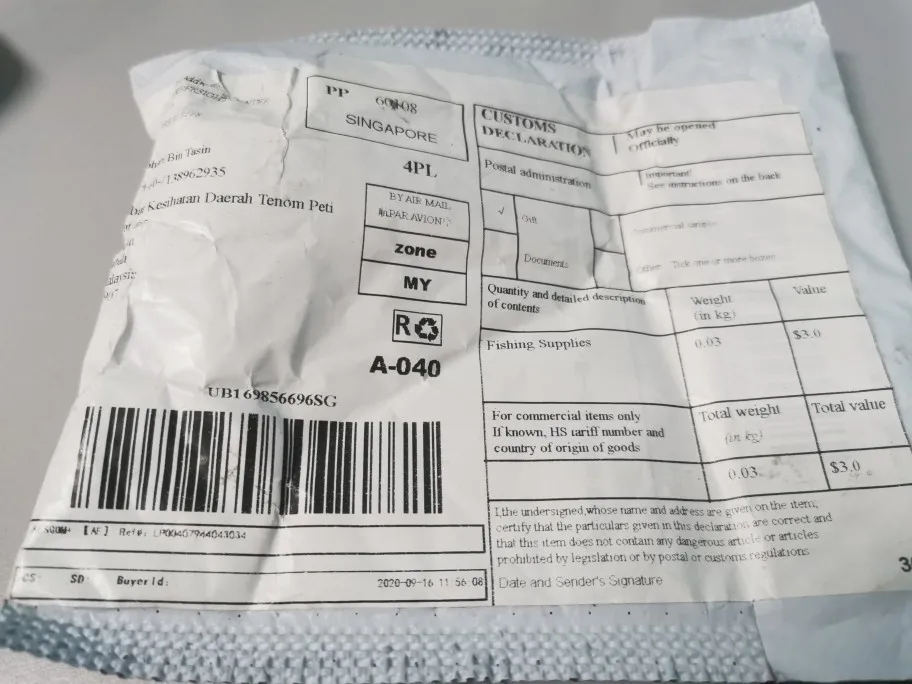 Bin Tasin
138962935
Kesihatan Daerah Tenom Peti
PP
SINGAPORE
4PL
BY AIR MAIL
PAR AVION
zone
MY
R
A-040
UB169856696SG
[AE] Ref#: LP00407944043034
CS:
SD
Buyer Id:
2020-09-16 11 56 08
CUSTOMS
DECLARATION
May be opened
Officially
Postal administration
Important!
See instructions on the back
✓
Gift
Documents
Other
Tick one or more boxes
Quantity and detailed description
of contents
Weight
(in kg)
Value
Fishing Supplies
0.03
$3.0
For commercial items only
If known, HS tariff number and
country of origin of goods
Total weight
(in kg)
Total value
0.03
$3.0
I,the undersigned,whose name and address are given on the item,
certify that the particulars given in this declaration are correct and
that this item does not contain any dangerous article or articles
prohibited by legislation or by postal or customs regulations
Date and Sender's Signature